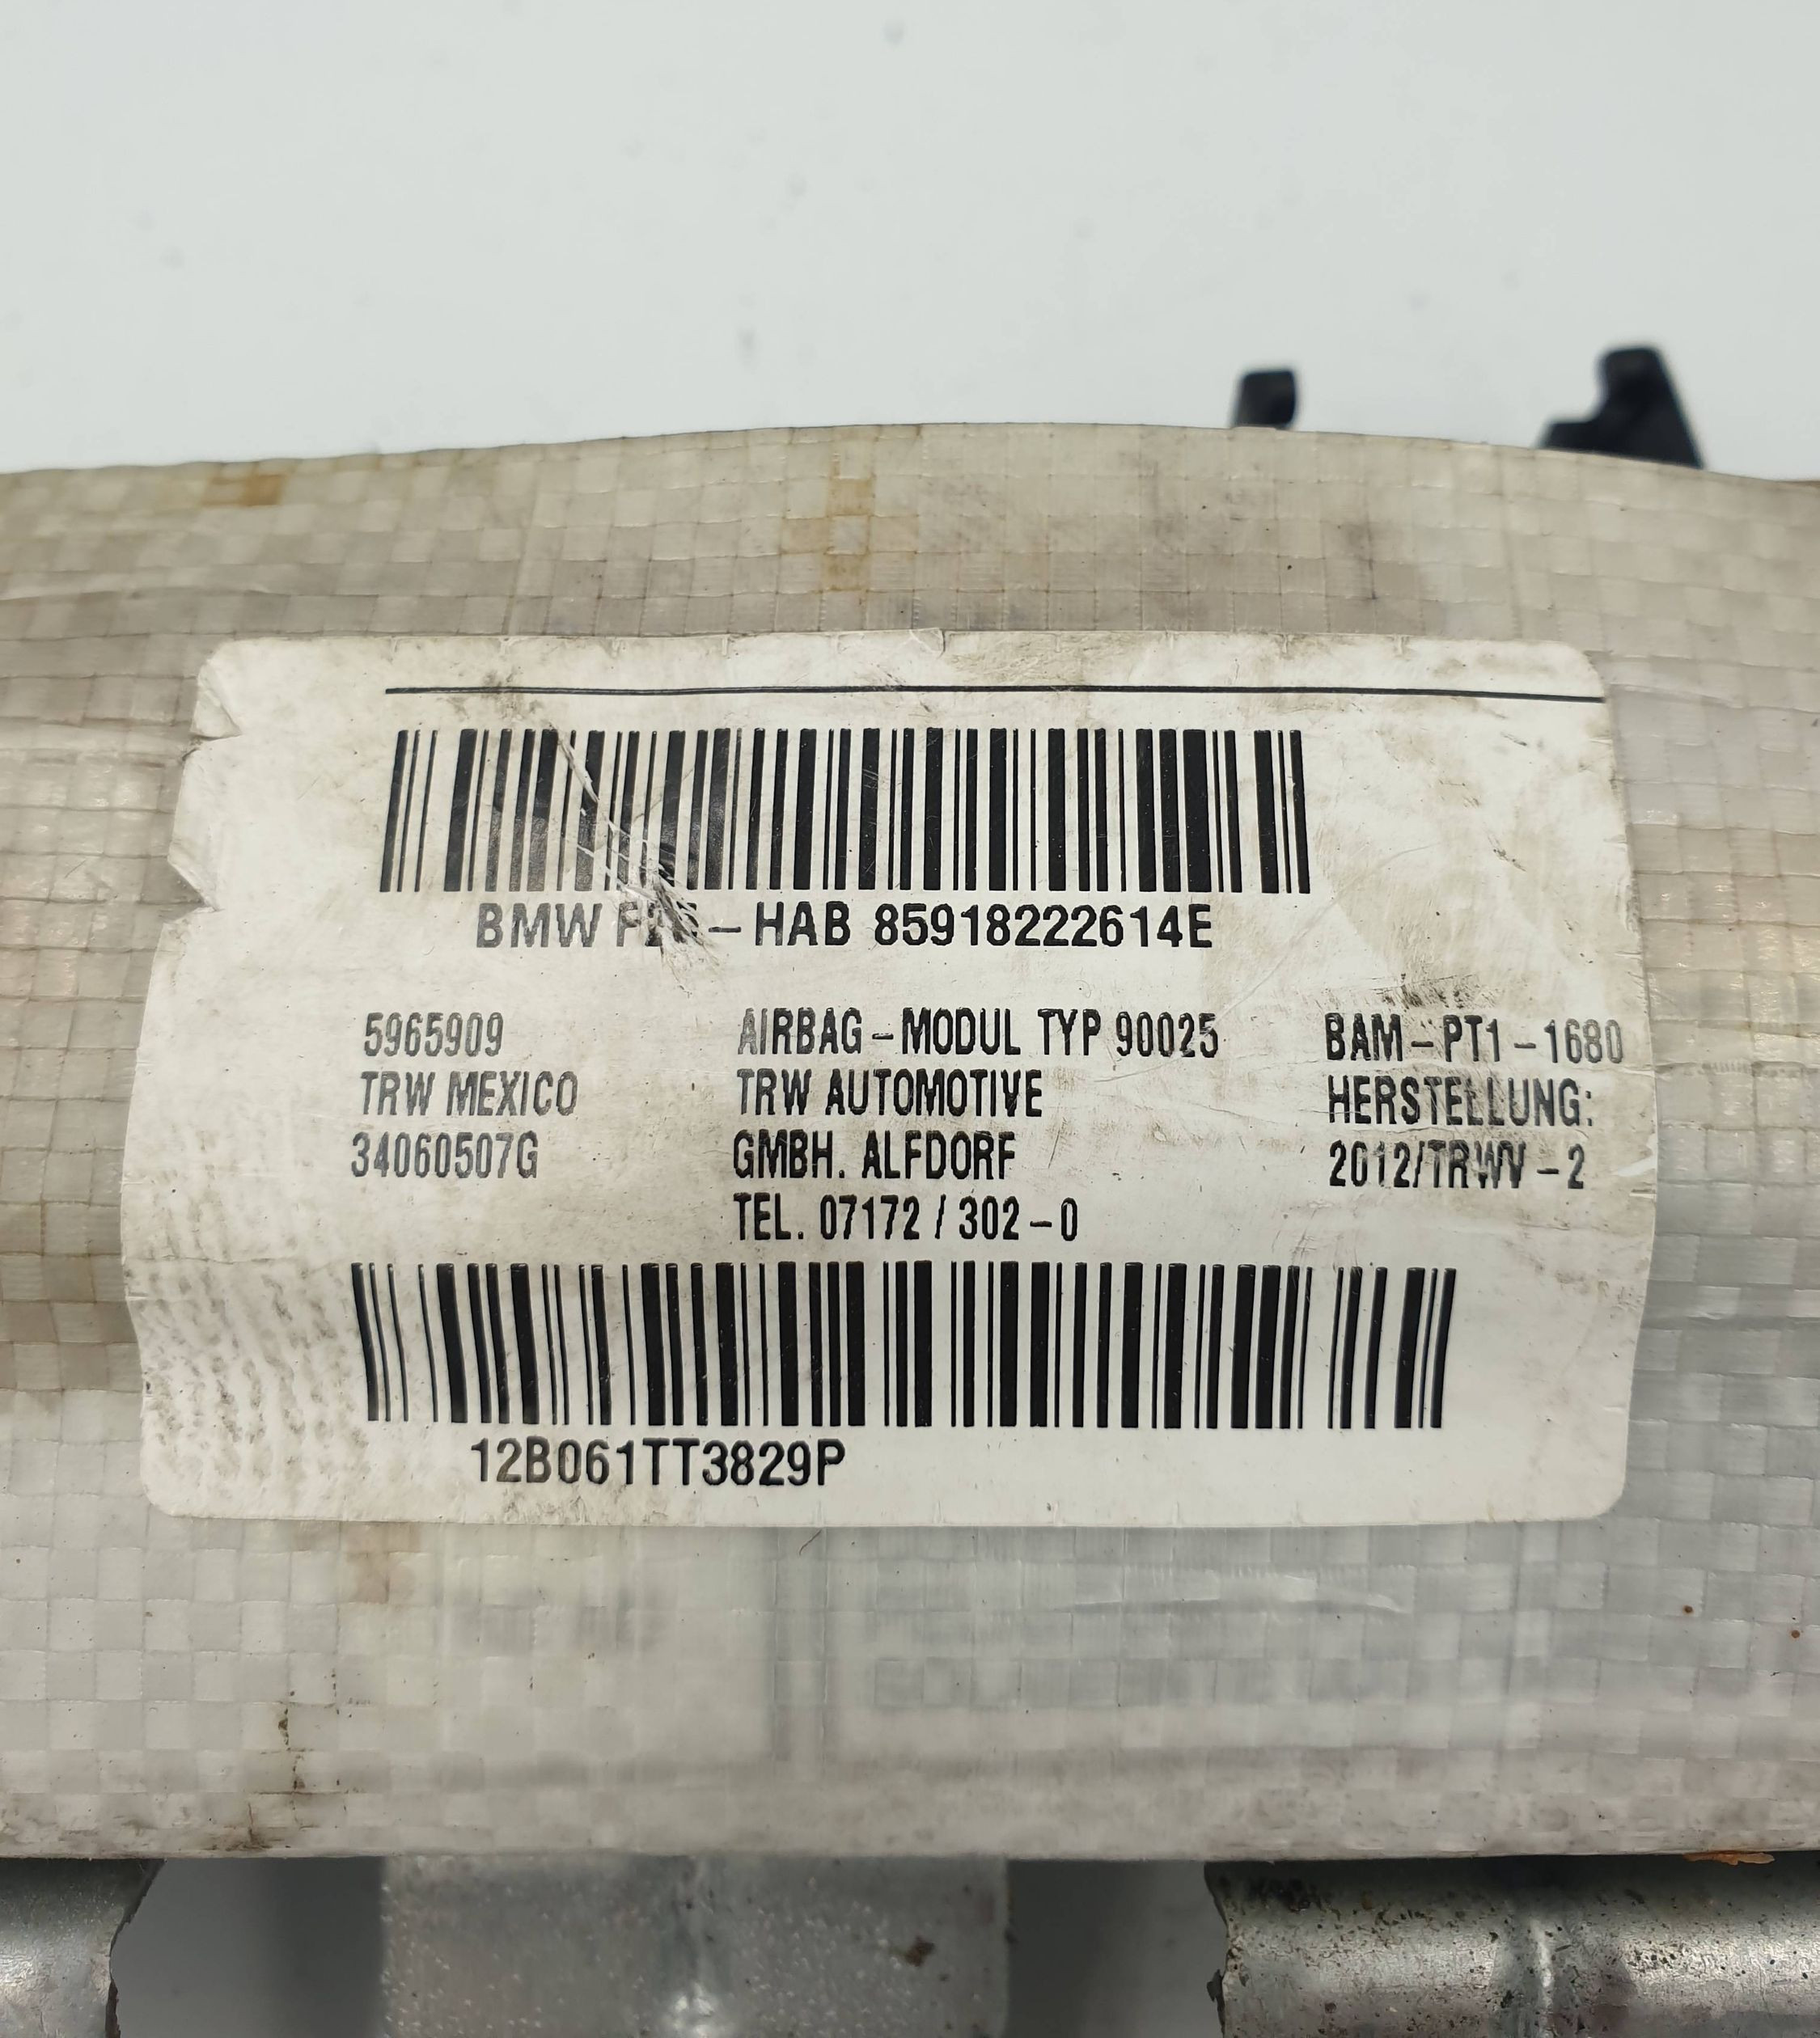 BMW – HAB 85918222614E
5965909
TRW MEXICO
34060507G
AIRBAG – MODUL TYP 90025
TRW AUTOMOTIVE
GMBH. ALFDORF
TEL. 07172 / 302 – 0
BAM – PT1 – 1680
HERSTELLUNG:
2012/TRWV – 2
12B061TT3829P